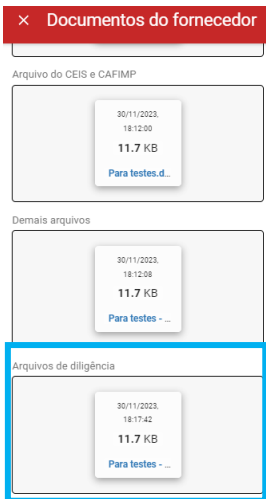 × Documentos do fornecedor
Arquivo do CEIS e CAFIMP
30/11/2023,
18:12:00
11.7 KB
Para testes.d...
Demais arquivos
30/11/2023,
18:12:08
11.7 KB
Para testes - ...
Arquivos de diligência
30/11/2023,
18:17:42
11.7 KB
Para testes - ...